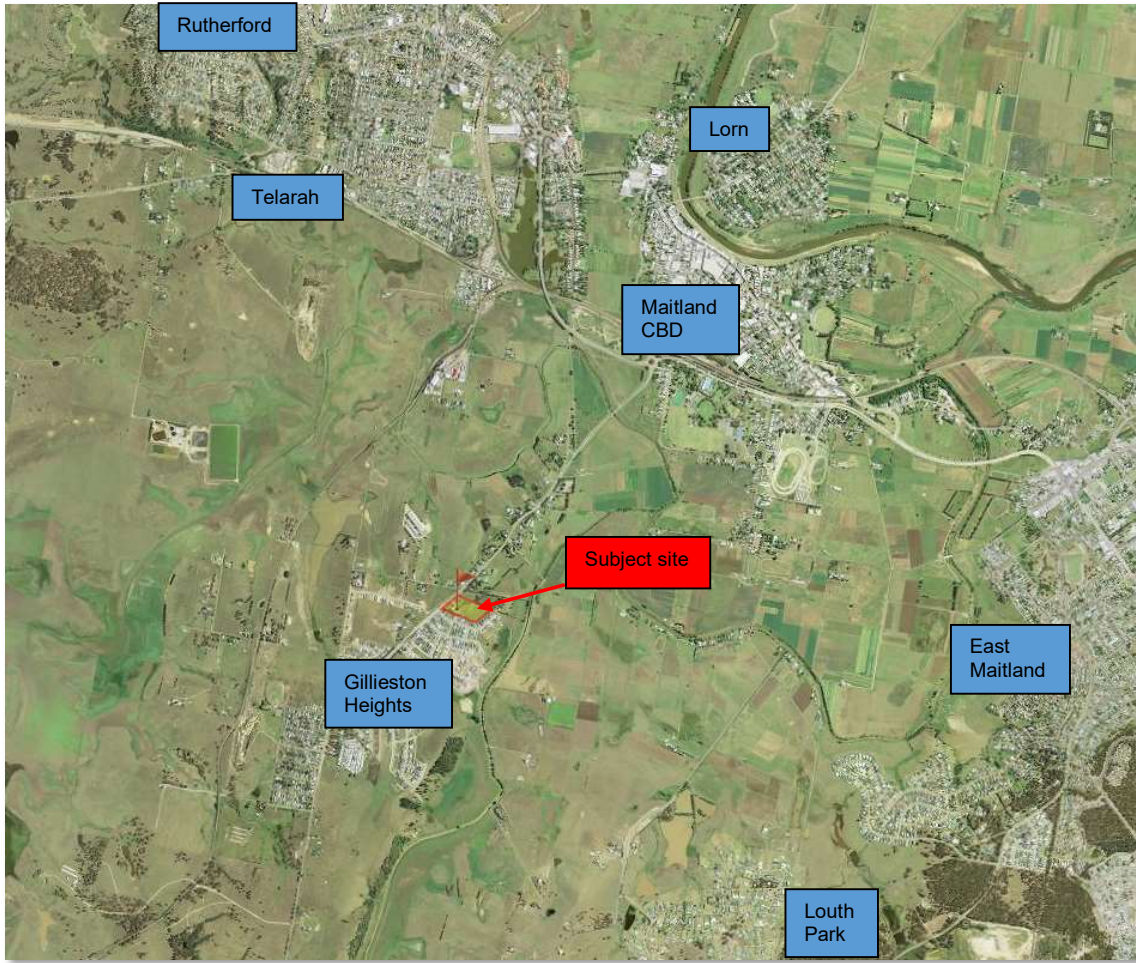 Rutherford
Lorn
Telarah
Maitland
CBD
Subject site
East
Maitland
Gillieston
Heights
Louth
Park